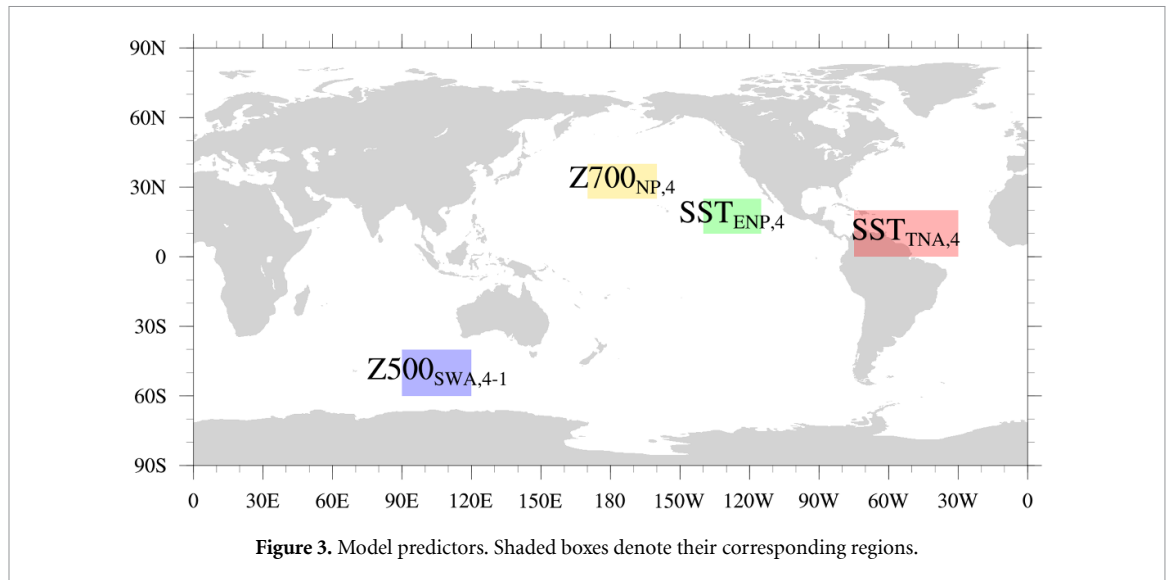 90N
60N
30N
0
30S
60S
90S
Z700NP,4
SSTENP,4
SSTTNA,4
Z500SWA,4-1
0 30E 60E 90E 120E 150E 180 150W 120W 90W 60W 30W 0
Figure 3. Model predictors. Shaded boxes denote their corresponding regions.